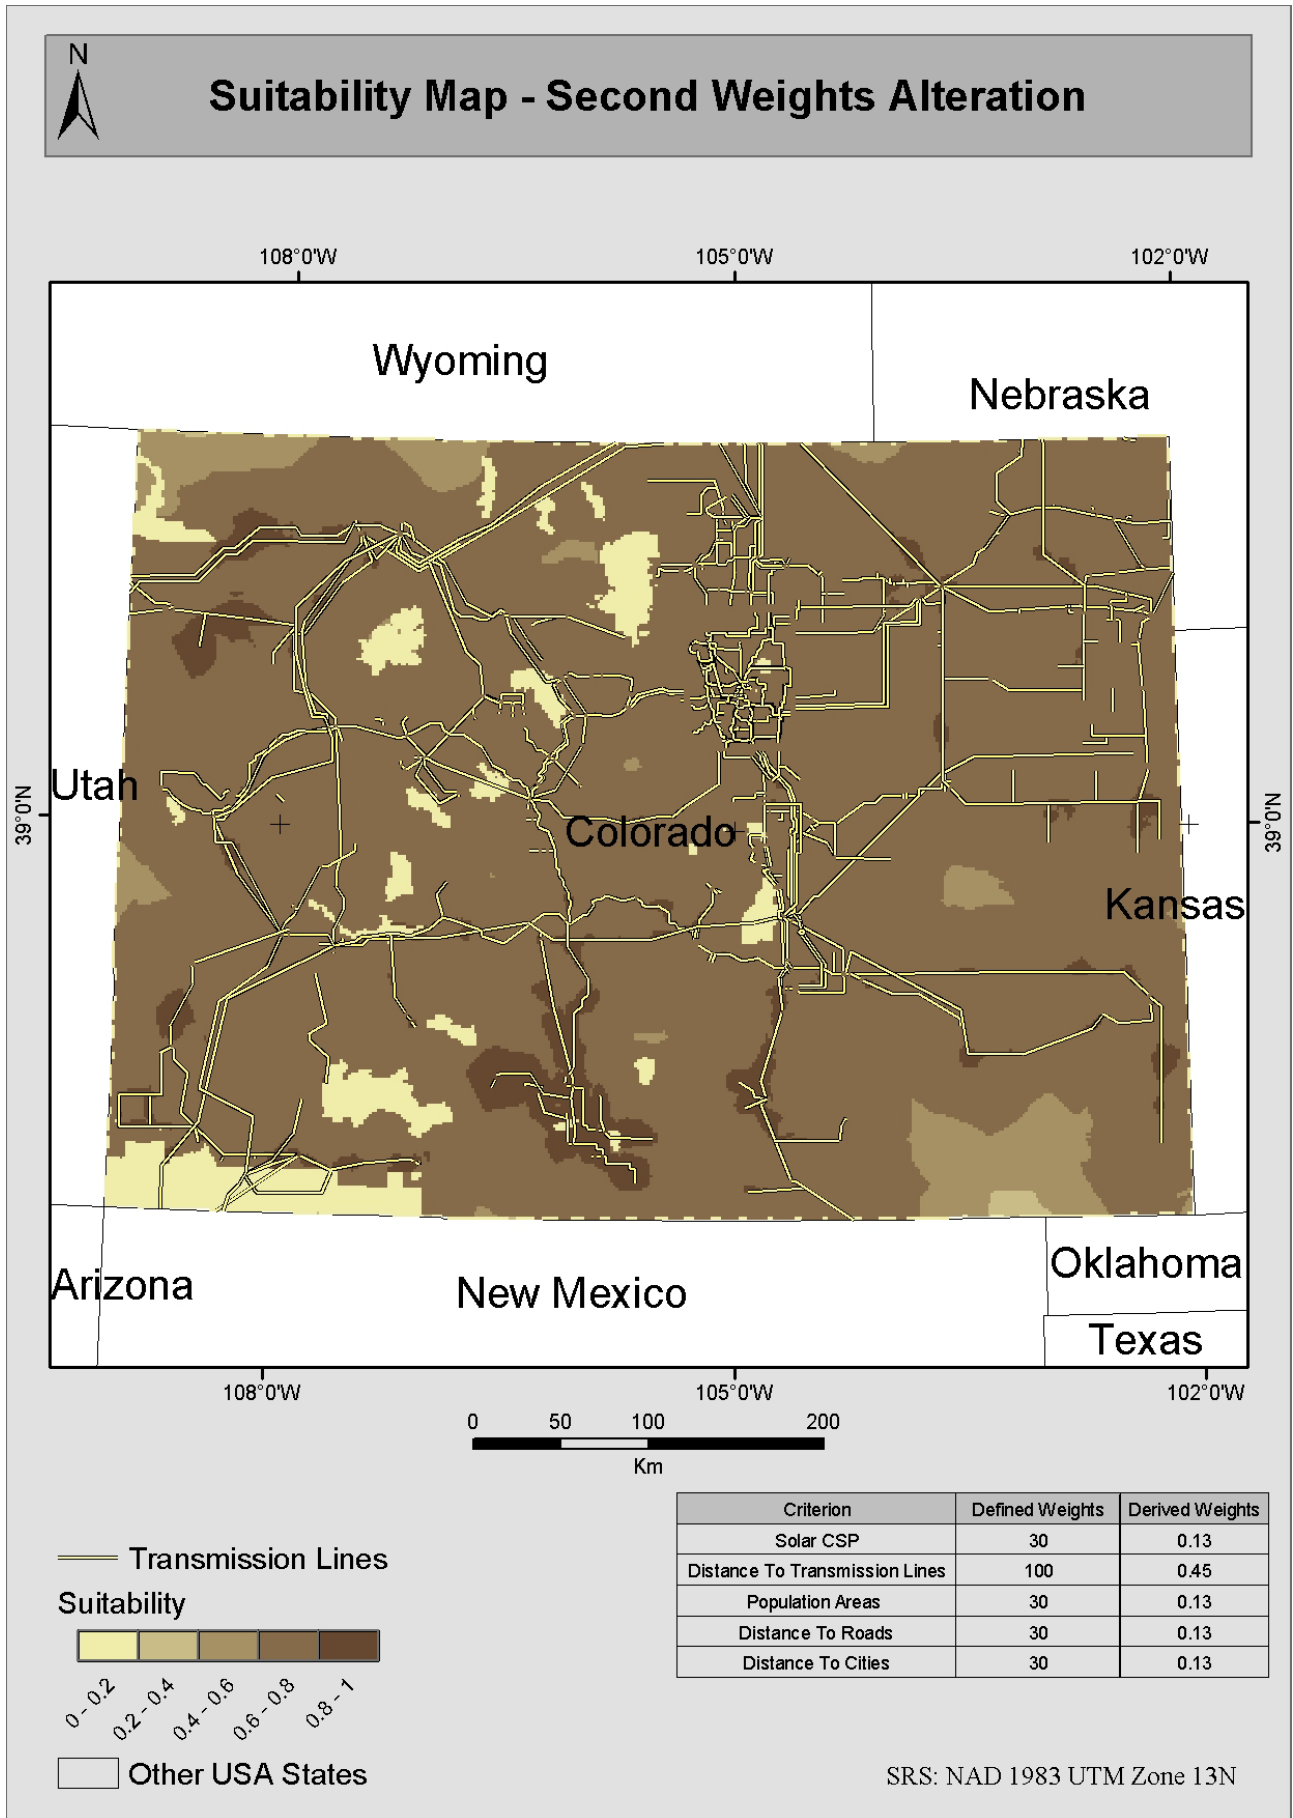 N
Suitability Map - Second Weights Alteration
108°0'W 105°0'W 102°0'W
Wyoming
Nebraska
Utah
39°0'N
39°0'N
Colorado
Kansas
Arizona
New Mexico
Oklahoma
Texas
108°0'W 105°0'W 102°0'W
0 50 100 200
Km
Criterion Defined Weights Derived Weights
Solar CSP 30 0.13
Distance To Transmission Lines 100 0.45
Population Areas 30 0.13
Distance To Roads 30 0.13
Distance To Cities 30 0.13
Transmission Lines
Suitability
0 - 0.2
0.2 - 0.4
0.4 - 0.6
0.6 - 0.8
0.8 - 1
Other USA States
SRS: NAD 1983 UTM Zone 13N